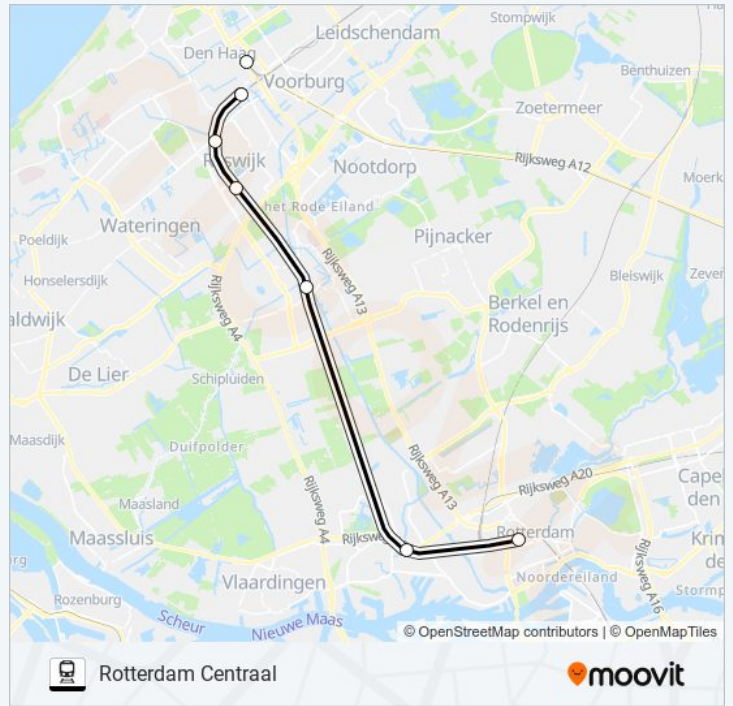 Stompwijk
Leidschendam
Den Haag
Voorburg
Benthuizen
Zoetermeer
Rijksweg A12
Nootdorp
Moerk
het Rode Eiland
Wateringen
Poeldijk
Pijnacker
Rijksweg A13
Honselersdijk
Bleiswijk
Zever
Rijksweg A4
Berkel en
Rodenrijs
aldwijk
De Lier
Schipluiden
Maasdijk
Duifpolder
Rijksweg A13
Rijksweg A20
Cape
den
Maasland
Rijksweg A4
Maassluis
Rotterdam
Krim
de
Vlaardingen
Noordereiland
Rijksweg A16
Stormp
Rozenburg
Scheur
Nieuwe Maas
© OpenStreetMap contributors | © OpenMapTiles
Rotterdam Centraal
moovit